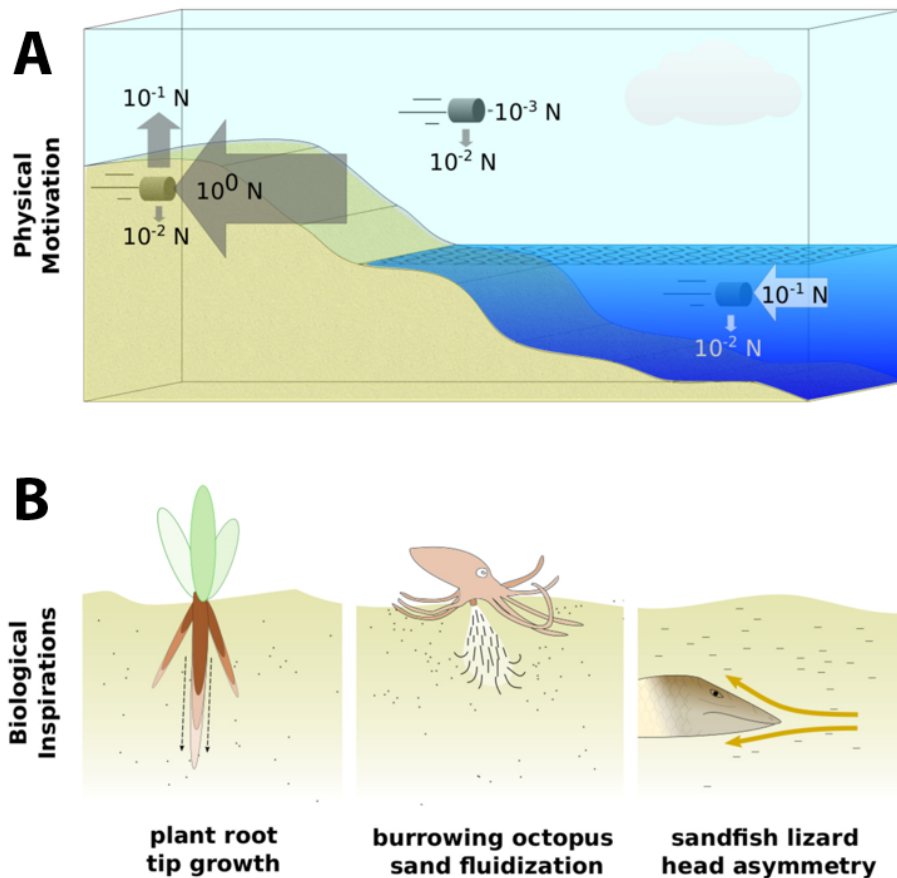 A
Physical
Motivation
10⁻¹ N
10⁰ N
10⁻² N
-10⁻³ N
10⁻² N
10⁻¹ N
10⁻² N
B
Biological
Inspirations
plant root
tip growth
burrowing octopus
sand fluidization
sandfish lizard
head asymmetry